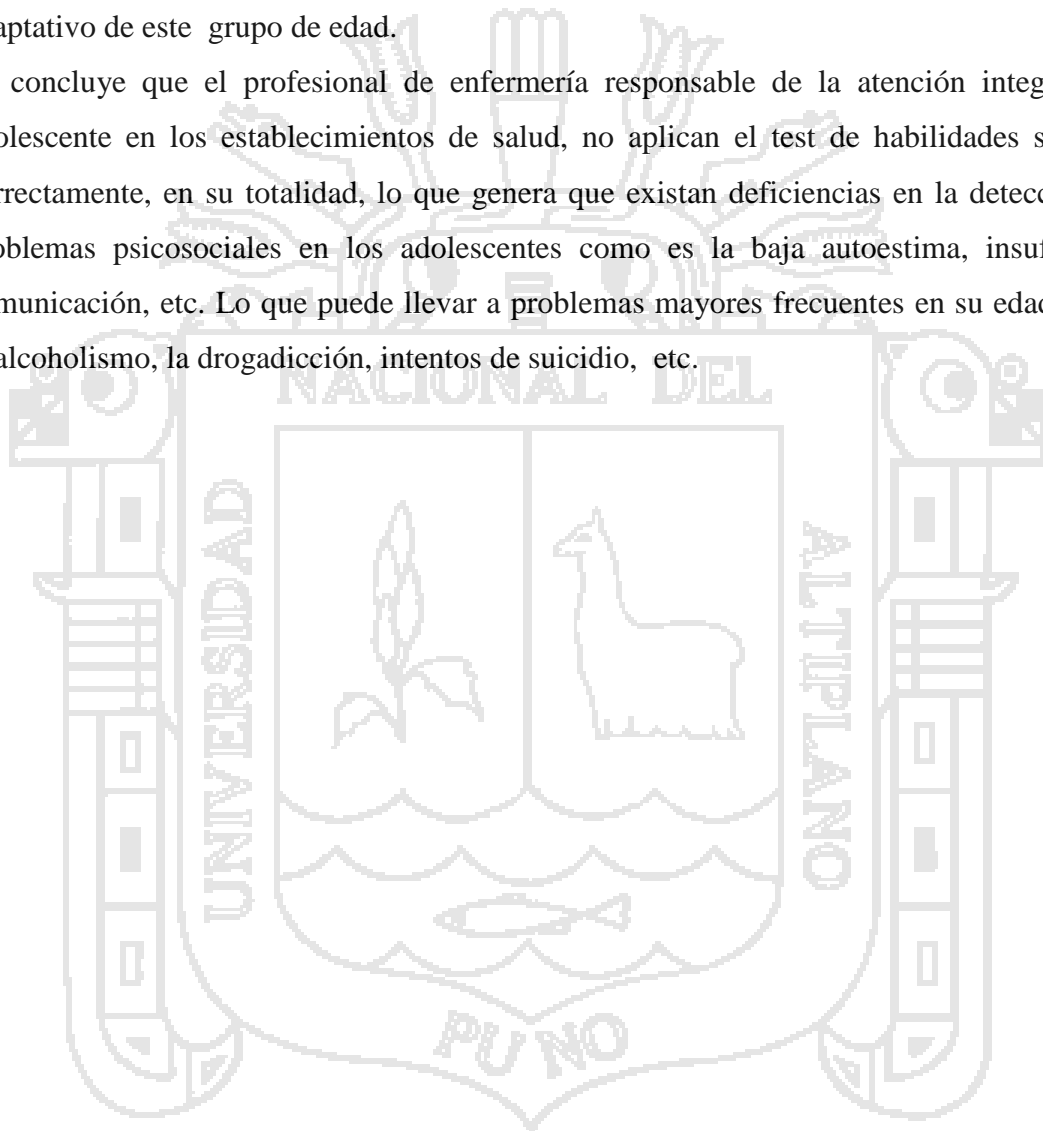 aptativo de este grupo de edad.
concluye que el profesional de enfermería responsable de la atención integ
olescente en los establecimientos de salud, no aplican el test de habilidades s
rrectamente, en su totalidad, lo que genera que existan deficiencias en la detecc
oblemas psicosociales en los adolescentes como es la baja autoestima, insuf
municación, etc. Lo que puede llevar a problemas mayores frecuentes en su edad
alcoholismo, la drogadicción, intentos de suicidio, etc.
NACIONAL DEL
UNIVERSIDAD
ALTIPLANO
PUNO